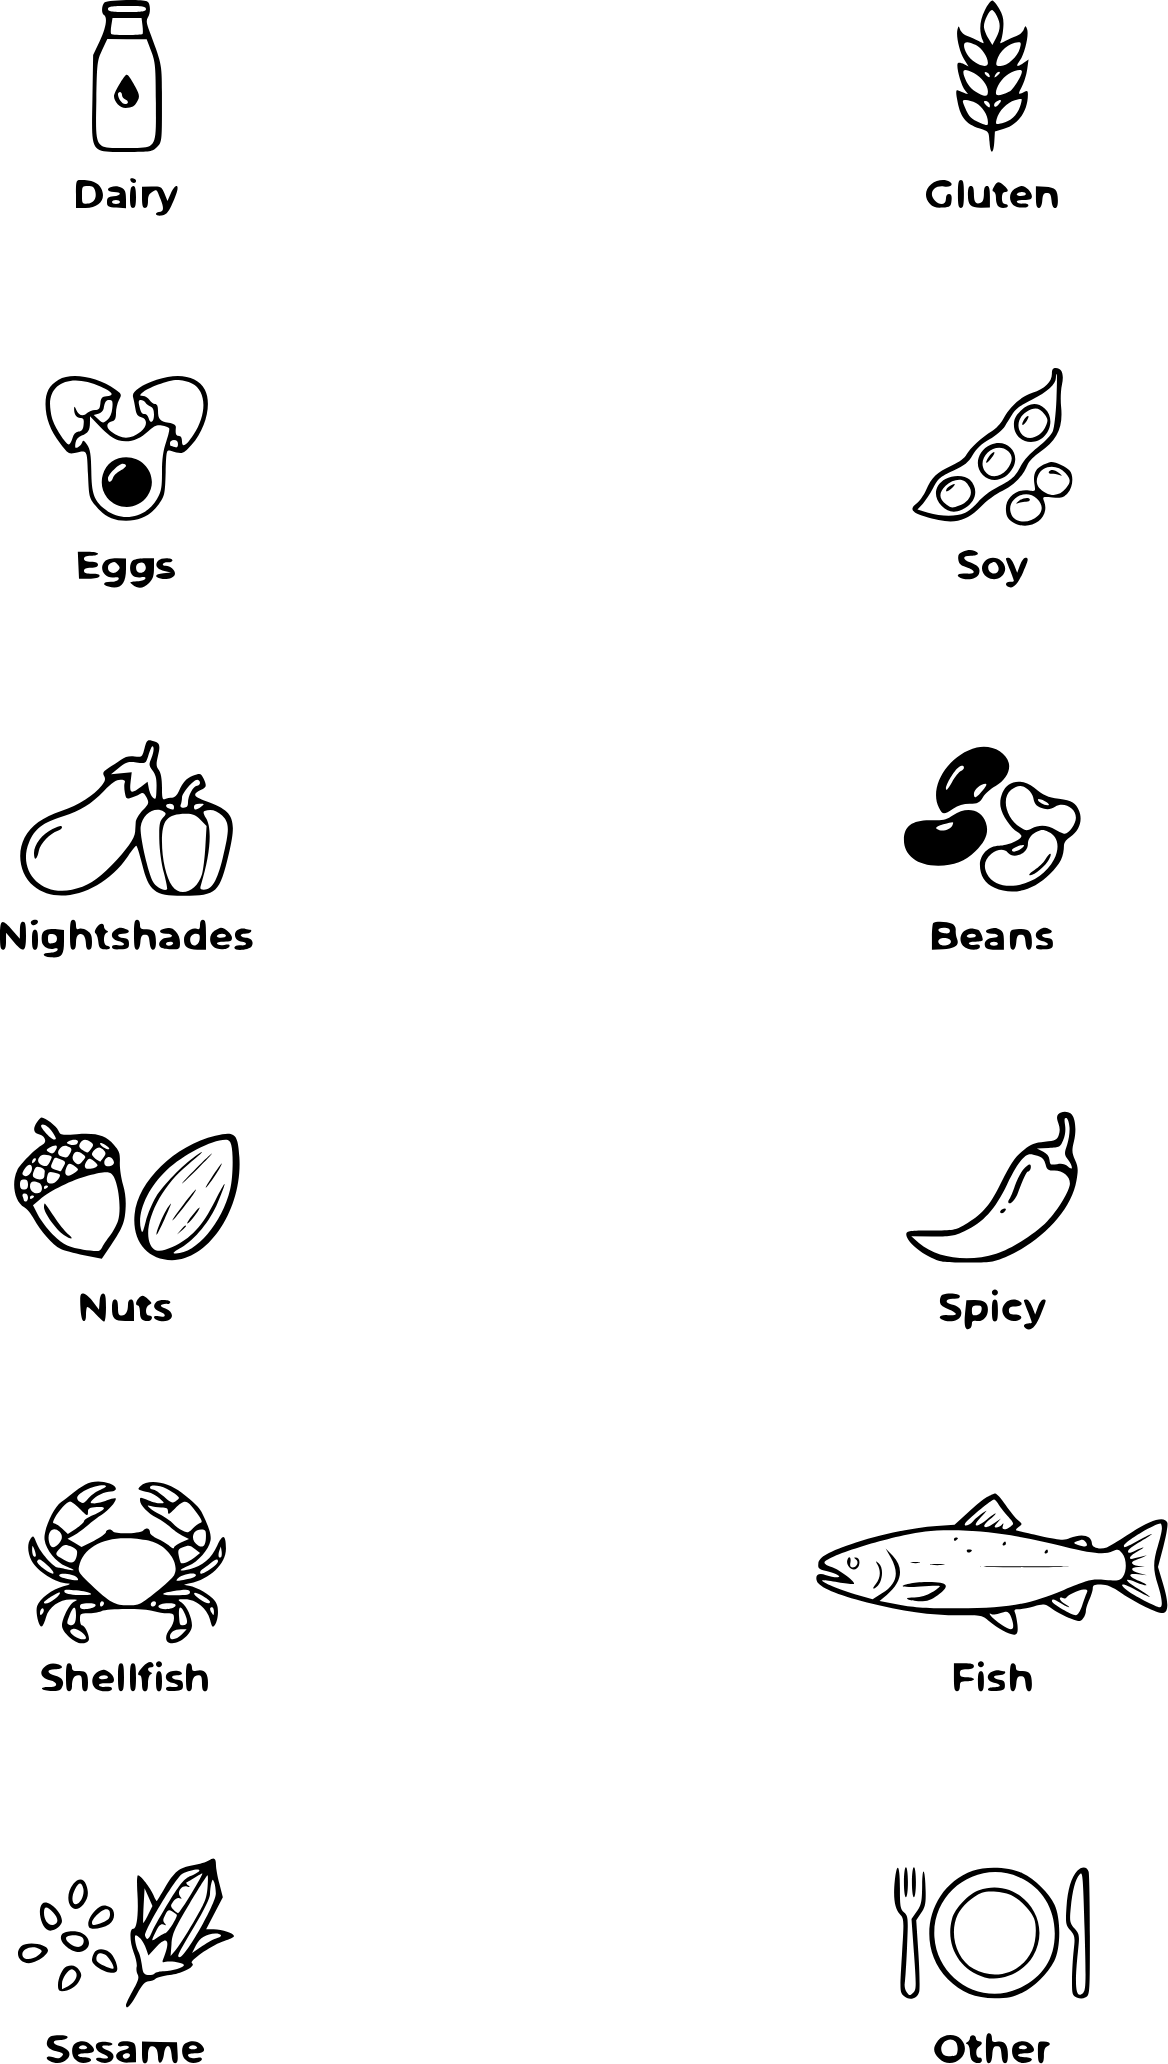 Dairy
Gluten
Eggs
Soy
Nightshades
Beans
Nuts
Spicy
Shellfish
Fish
Sesame
Other